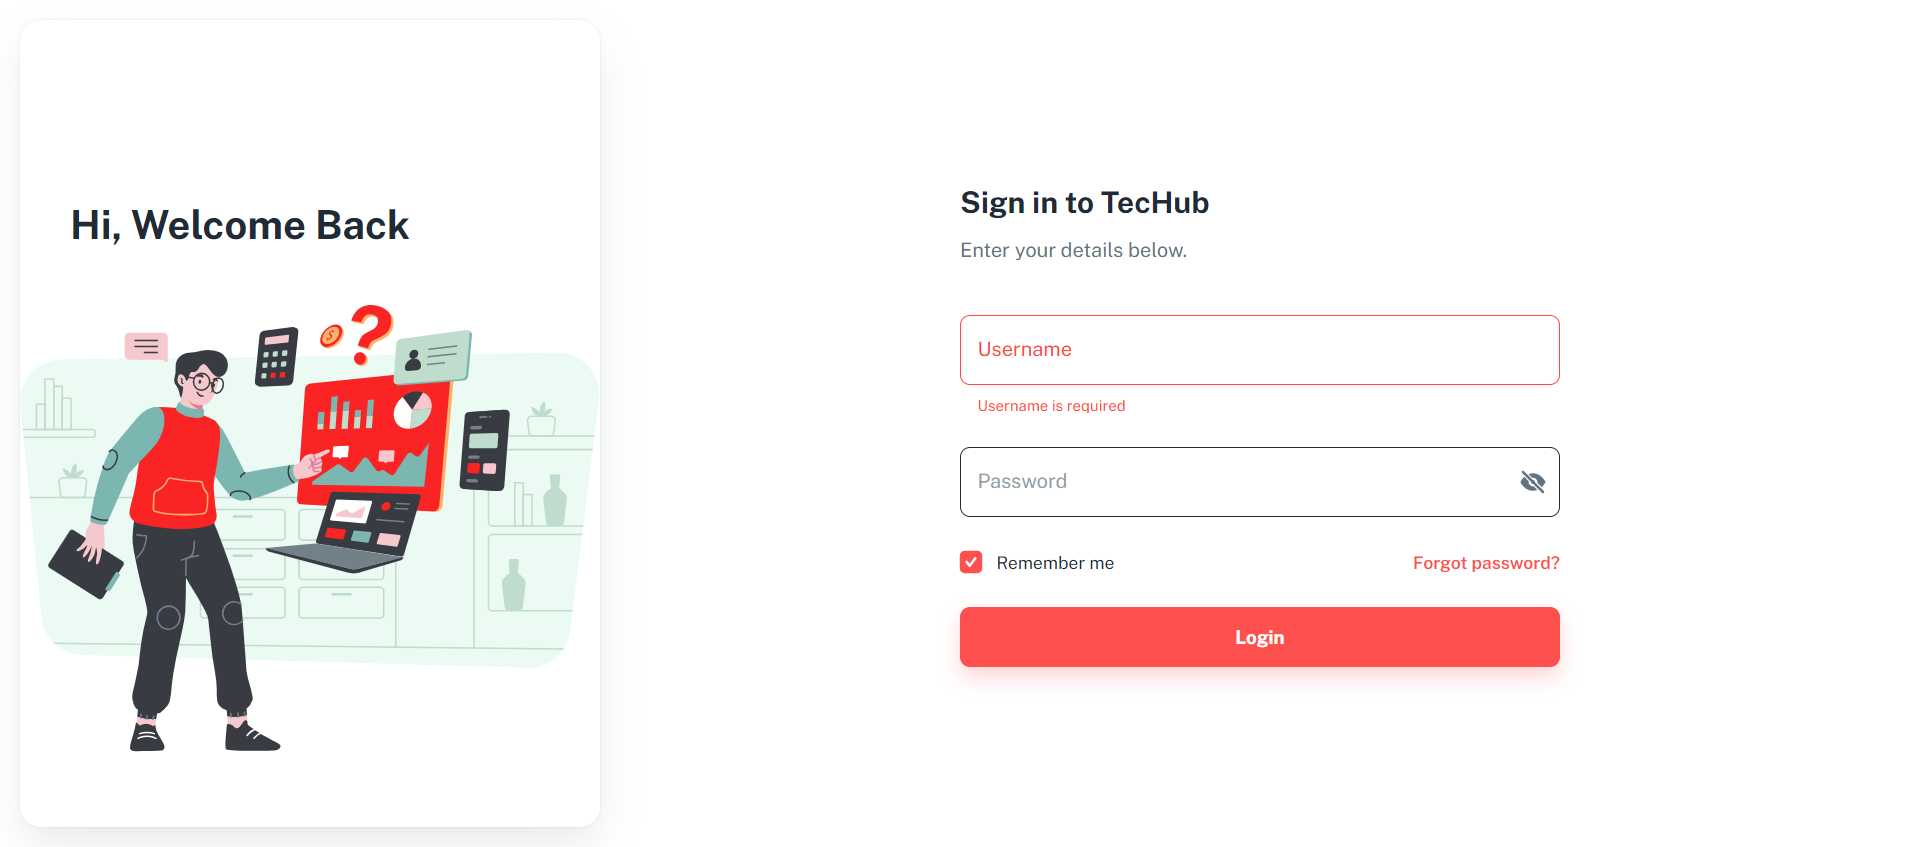 Hi, Welcome Back
Sign in to TecHub
Enter your details below.
Username
Username is required
Password
Remember me
Forgot password?
Login